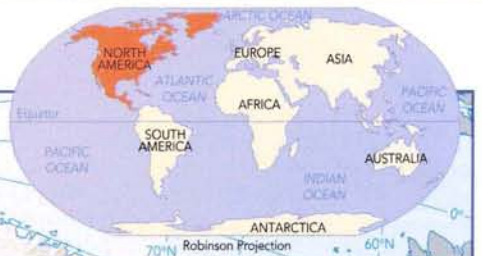 ARCTIC OCEAN
NORTH
AMERICA
EUROPE
ASIA
ATLANTIC
OCEAN
PACIFIC
OCEAN
AFRICA
Equator
SOUTH
AMERICA
PACIFIC
OCEAN
AUSTRALIA
INDIAN
OCEAN
ANTARCTICA
0°
70°N
Robinson Projection
60°N